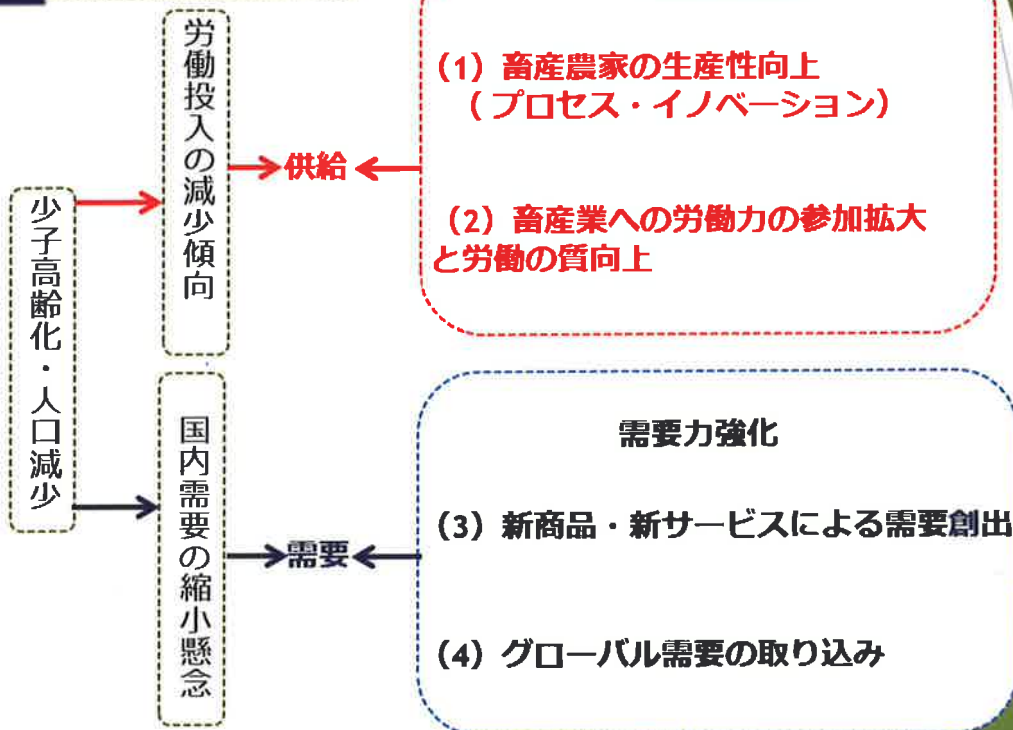 少子高齢化・人口減少
労働投入の減少傾向
供給
(1) 畜産農家の生産性向上
(プロセス・イノベーション)
(2) 畜産業への労働力の参加拡大
と労働の質向上
国内需要の縮小懸念
需要
需要力強化
(3) 新商品・新サービスによる需要創出
(4) グローバル需要の取り込み